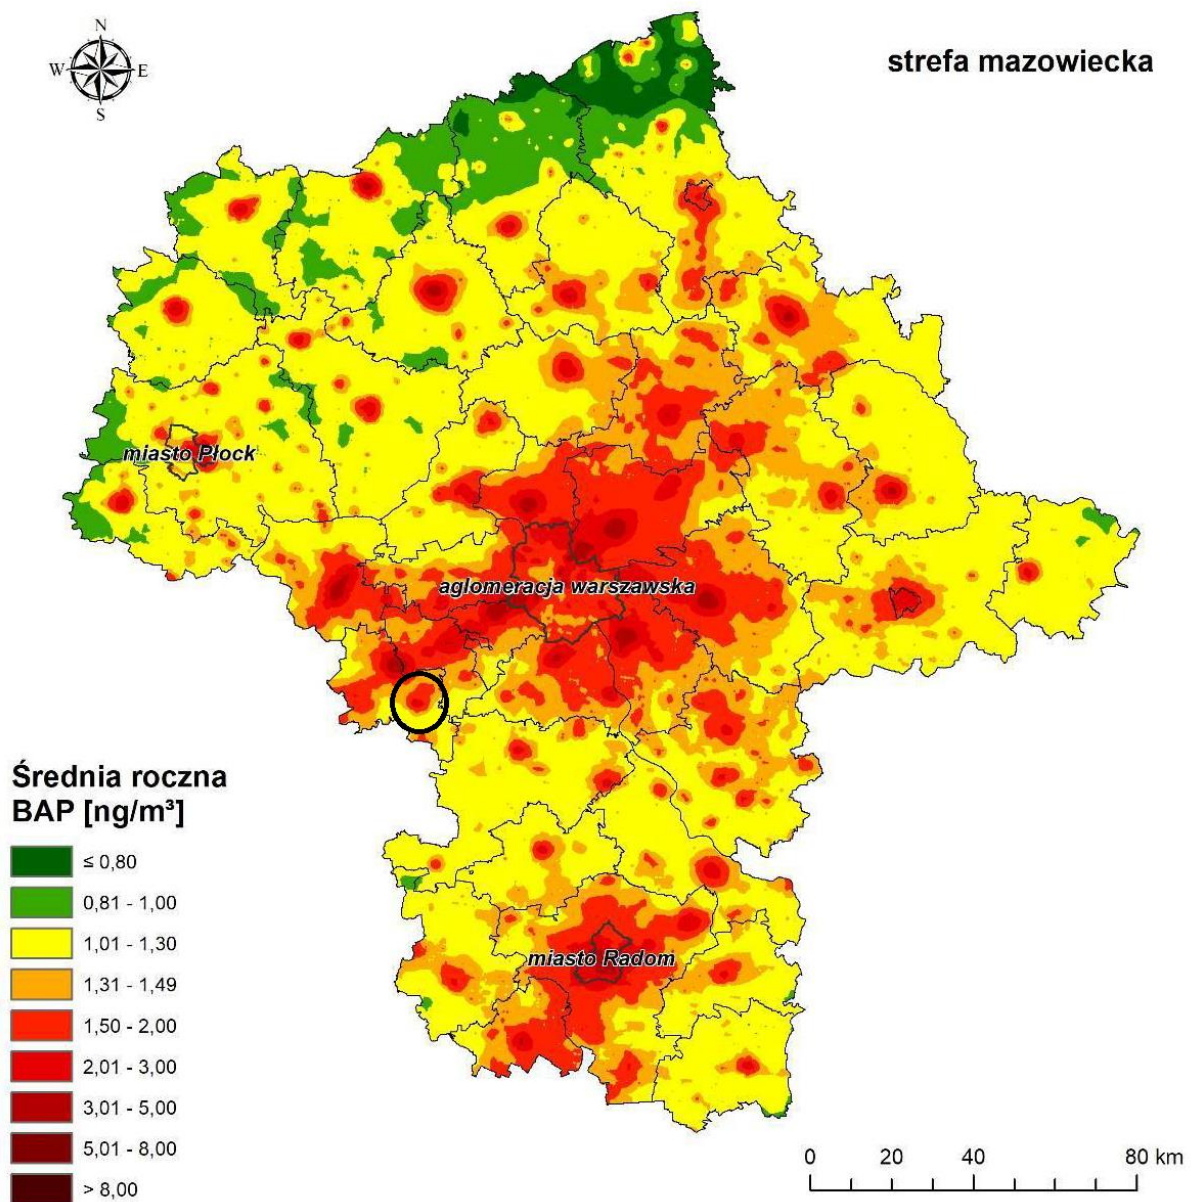 N
W E
S
strefa mazowiecka
miasto Płock
aglomeracja warszawska
miasto Radom
Średnia roczna
BAP [ng/m³]
≤ 0,80
0,81 - 1,00
1,01 - 1,30
1,31 - 1,49
1,50 - 2,00
2,01 - 3,00
3,01 - 5,00
5,01 - 8,00
> 8,00
0 20 40 80 km